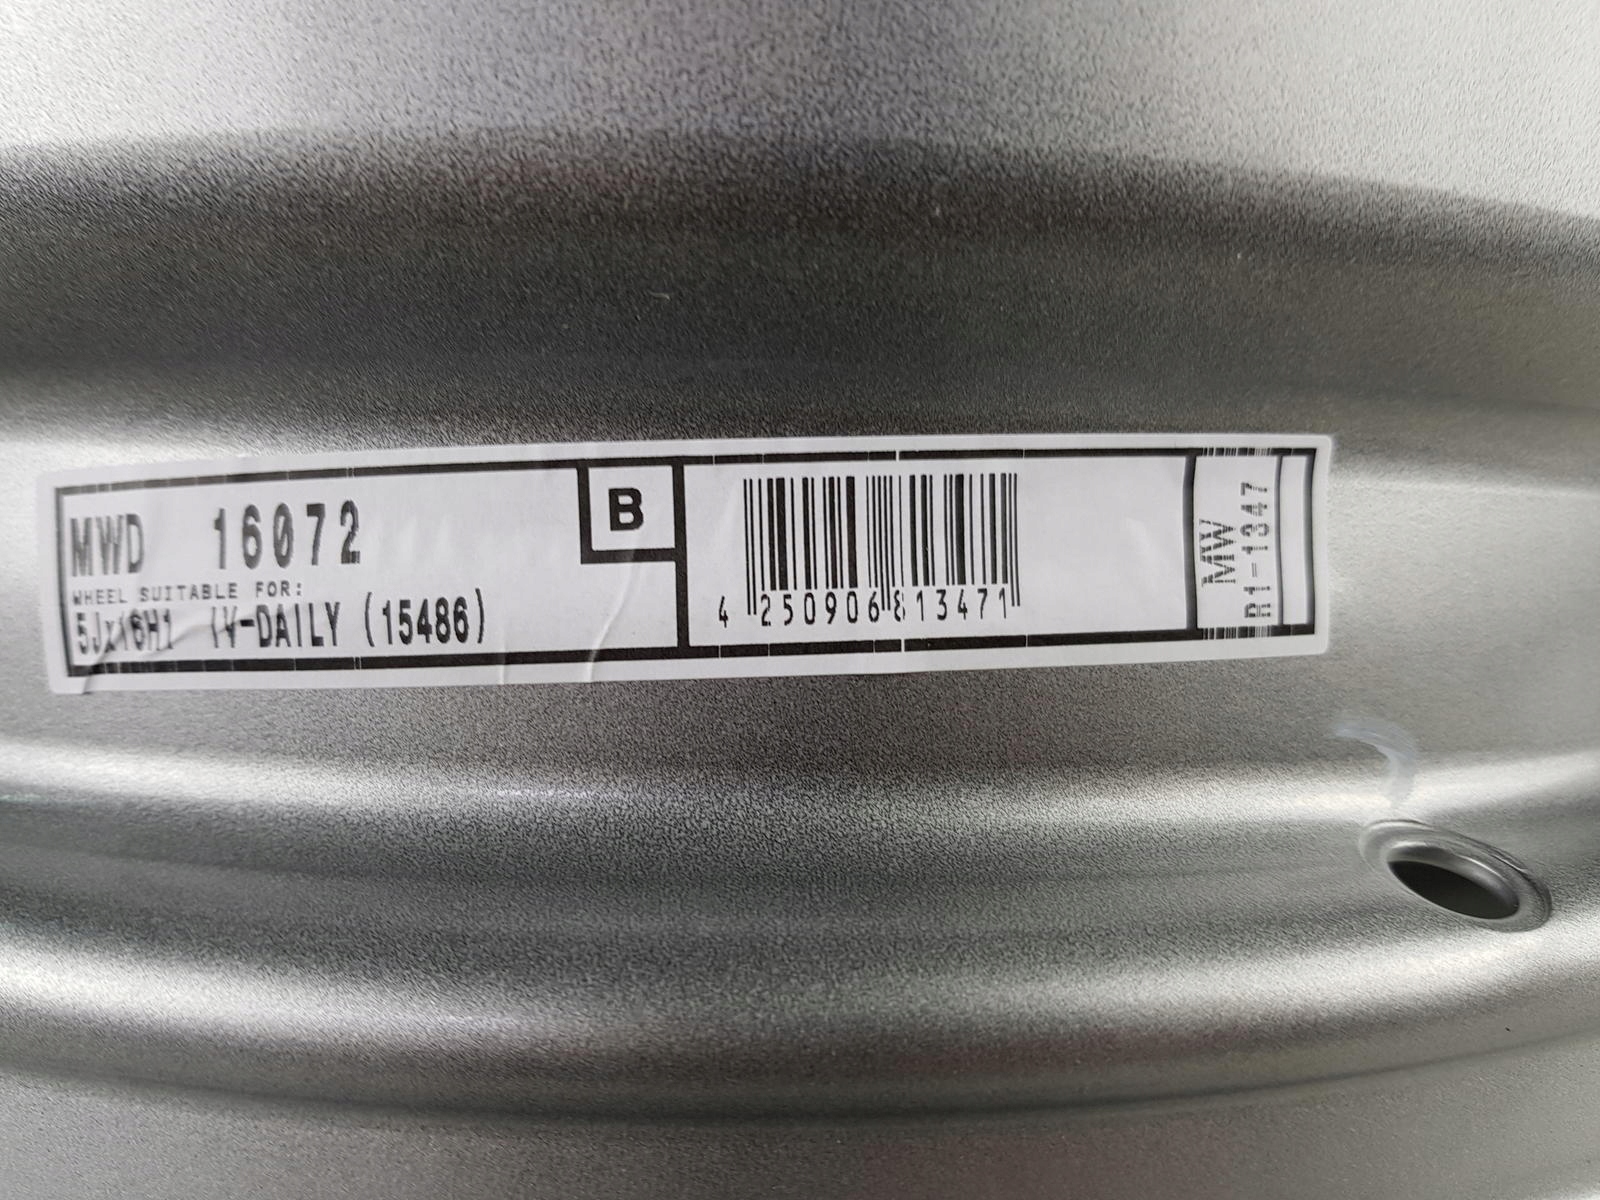 MWD 16072
WHEEL SUITABLE FOR:
5Jx16H1 IV-DAILY (15486)
B
4 250906 813471
MW
R1-1347